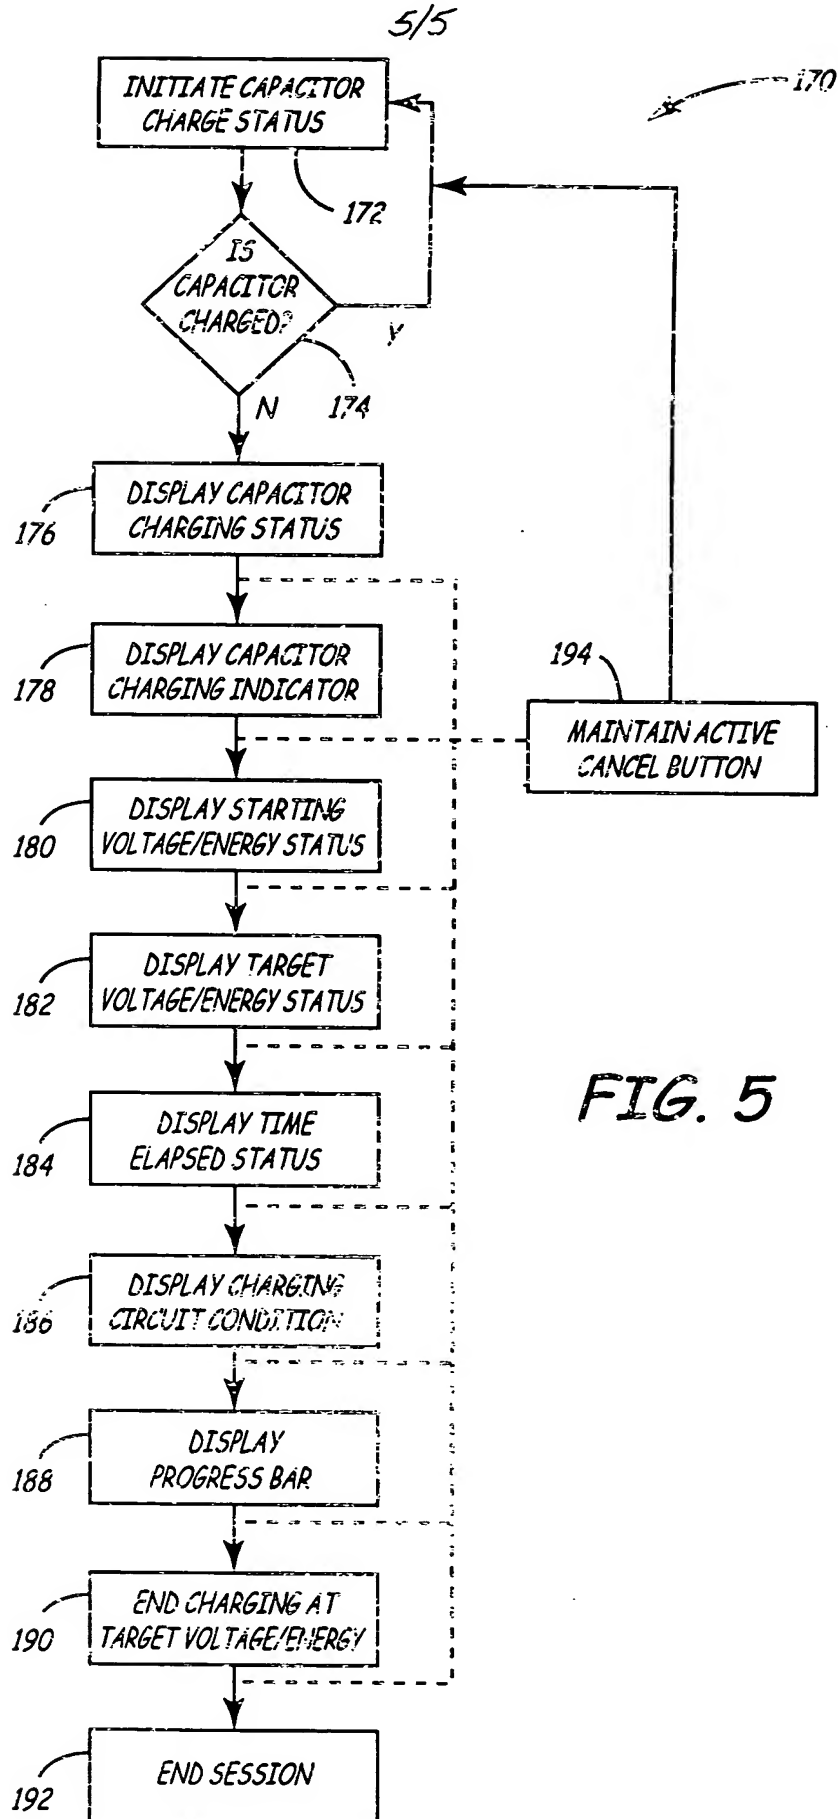 5/5
170
INITIATE CAPACITOR
CHARGE STATUS
172
IS
CAPACITOR
CHARGED?
Y
174
N
176
DISPLAY CAPACITOR
CHARGING STATUS
178
DISPLAY CAPACITOR
CHARGING INDICATOR
194
MAINTAIN ACTIVE
CANCEL BUTTON
180
DISPLAY STARTING
VOLTAGE/ENERGY STATUS
182
DISPLAY TARGET
VOLTAGE/ENERGY STATUS
FIG. 5
184
DISPLAY TIME
ELAPSED STATUS
186
DISPLAY CHARGING
CIRCUIT CONDITION
188
DISPLAY
PROGRESS BAR
190
END CHARGING AT
TARGET VOLTAGE/ENERGY
192
END SESSION